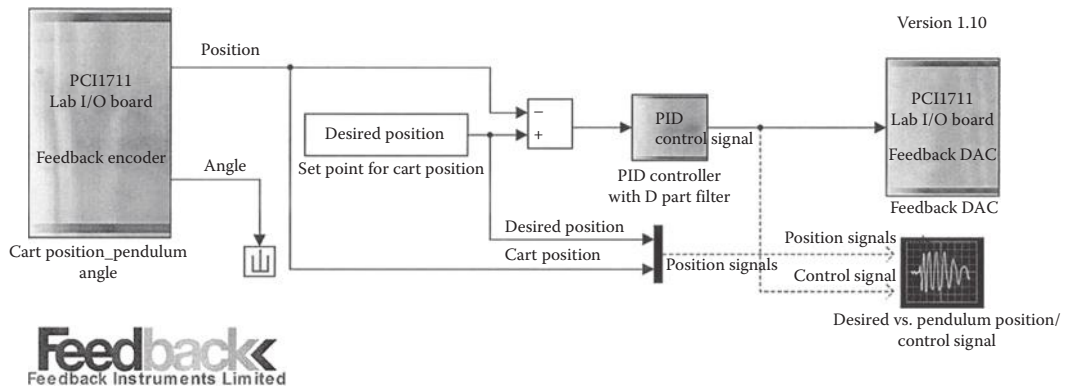 Version 1.10
Position
PCI1711
Lab I/O board
Feedback encoder
Angle
Cart position_pendulum
angle
Desired position
Set point for cart position
−
+
PID
control signal
PID controller
with D part filter
PCI1711
Lab I/O board
Feedback DAC
Feedback DAC
Desired position
Cart position
Position signals
Position signals
Control signal
Desired vs. pendulum position/
control signal
Feedback
Feedback Instruments Limited